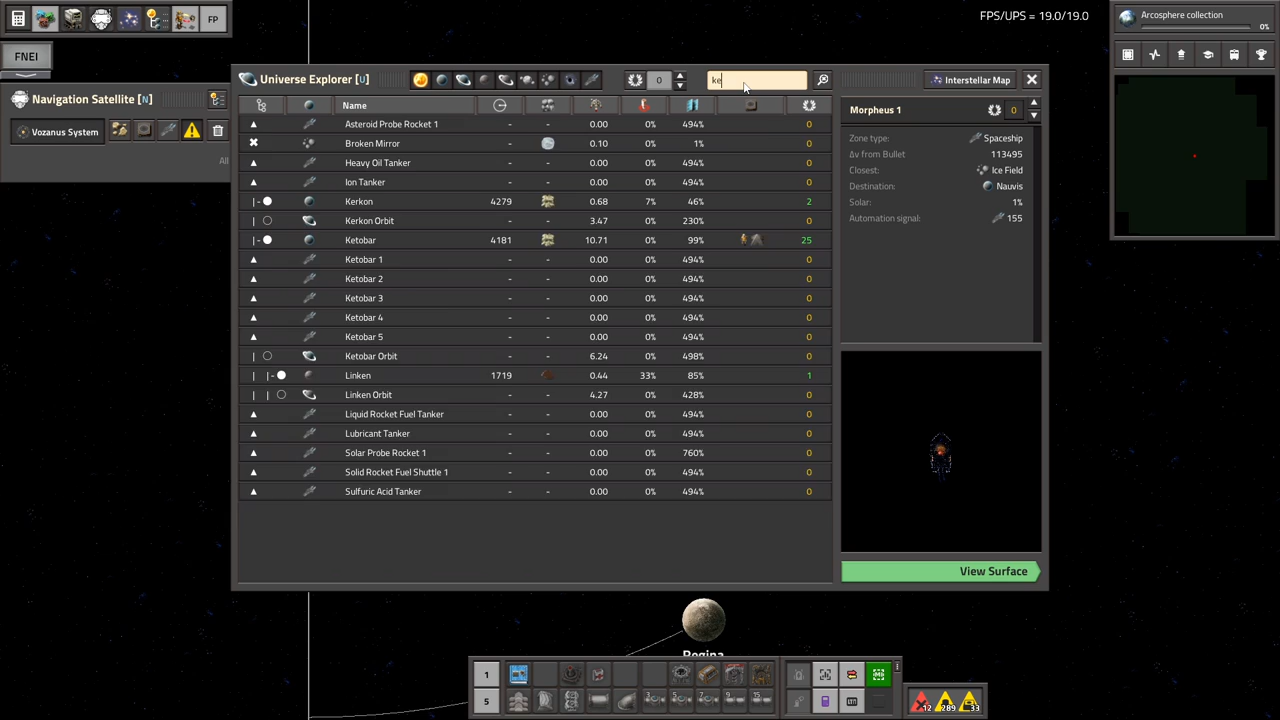 FP
FPS/UPS = 19.0/19.0
Arcosphere collection
0%
FNEI
Navigation Satellite [N]
Vozanus System
All
Universe Explorer [U]
0
ke
Interstellar Map
Name
Asteroid Probe Rocket 1 - - 0.00 0% 494% 0
Broken Mirror - 0.10 0% 1% 0
Heavy Oil Tanker - - 0.00 0% 494% 0
Ion Tanker - - 0.00 0% 494% 0
Kerkon 4279 0.68 7% 46% 2
Kerkon Orbit - - 3.47 0% 230% 0
Ketobar 4181 10.71 0% 99% 25
Ketobar 1 - - 0.00 0% 494% 0
Ketobar 2 - - 0.00 0% 494% 0
Ketobar 3 - - 0.00 0% 494% 0
Ketobar 4 - - 0.00 0% 494% 0
Ketobar 5 - - 0.00 0% 494% 0
Ketobar Orbit - - 6.24 0% 498% 0
Linken 1719 0.44 33% 85% 1
Linken Orbit - - 4.27 0% 428% 0
Liquid Rocket Fuel Tanker - - 0.00 0% 494% 0
Lubricant Tanker - - 0.00 0% 494% 0
Solar Probe Rocket 1 - - 0.00 0% 760% 0
Solid Rocket Fuel Shuttle 1 - - 0.00 0% 494% 0
Sulfuric Acid Tanker - - 0.00 0% 494% 0
Morpheus 1 0
Zone type: Spaceship
Δv from Bullet 113495
Closest: Ice Field
Destination: Nauvis
Solar: 1%
Automation signal: 155
View Surface
Regina
1
5
3 5 7 9 15
12 289 33